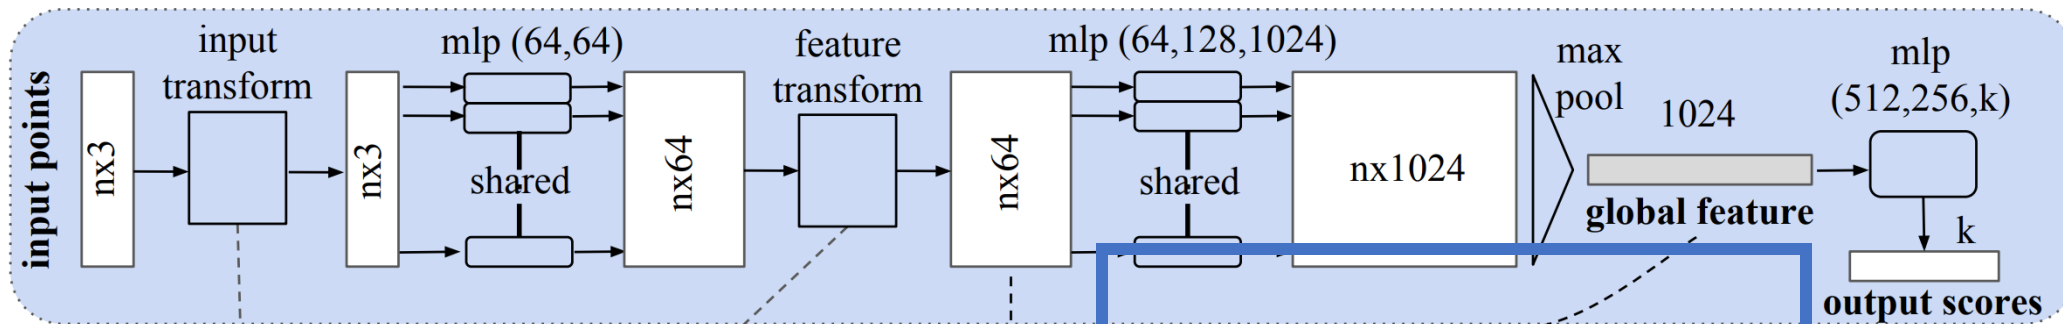 input points
nx3
input
transform
nx3
mlp (64,64)
shared
nx64
feature
transform
nx64
mlp (64,128,1024)
shared
nx1024
max
pool
1024
global feature
mlp
(512,256,k)
k
output scores